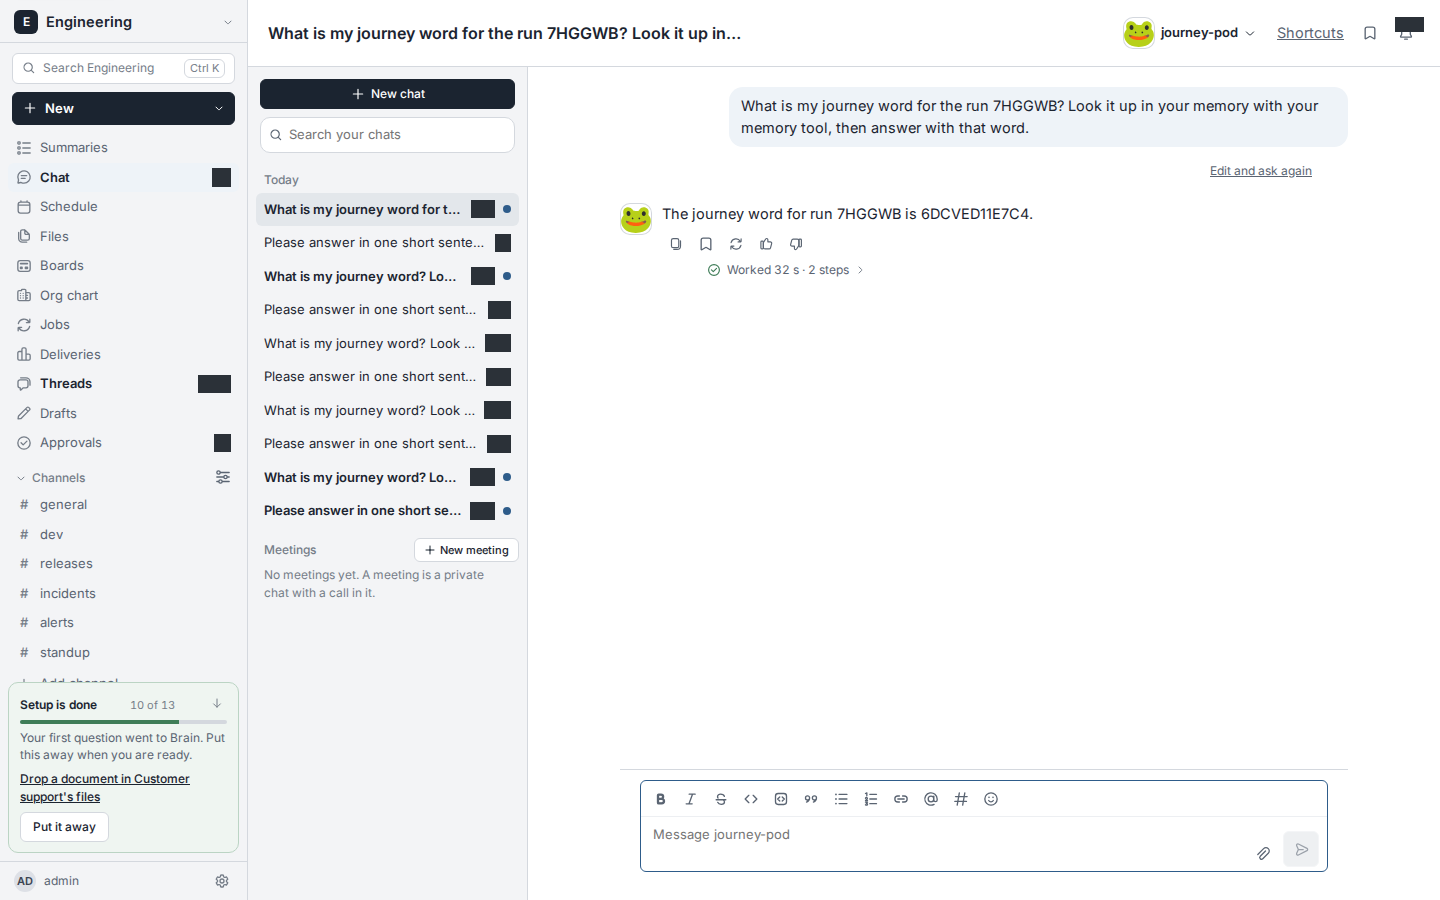 E Engineering
Search Engineering Ctrl K
New
Summaries
Chat
Schedule
Files
Boards
Org chart
Jobs
Deliveries
Threads
Drafts
Approvals
Channels
# general
# dev
# releases
# incidents
# alerts
# standup
Setup is done 10 of 13
Your first question went to Brain. Put
this away when you are ready.
Drop a document in Customer
support's files
Put it away
AD admin
What is my journey word for the run 7HGGWB? Look it up in...
journey-pod
Shortcuts
New chat
Search your chats
Today
What is my journey word for t...
Please answer in one short sente...
What is my journey word? Lo...
Please answer in one short sent...
What is my journey word? Look ...
Please answer in one short sent...
What is my journey word? Look ...
Please answer in one short sent...
What is my journey word? Lo...
Please answer in one short se...
Meetings
New meeting
No meetings yet. A meeting is a private
chat with a call in it.
What is my journey word for the run 7HGGWB? Look it up in your memory with your
memory tool, then answer with that word.
Edit and ask again
The journey word for run 7HGGWB is 6DCVED11E7C4.
Worked 32 s · 2 steps
Message journey-pod